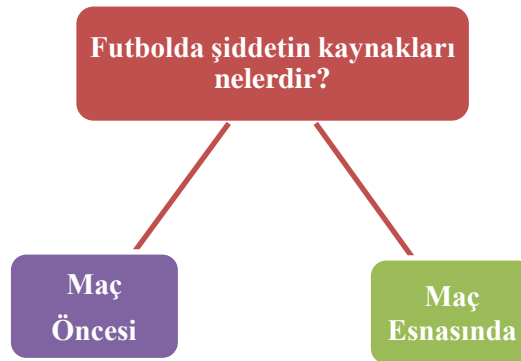 Futbolda şiddetin kaynakları
nelerdir?
Maç
Öncesi
Maç
Esnasında